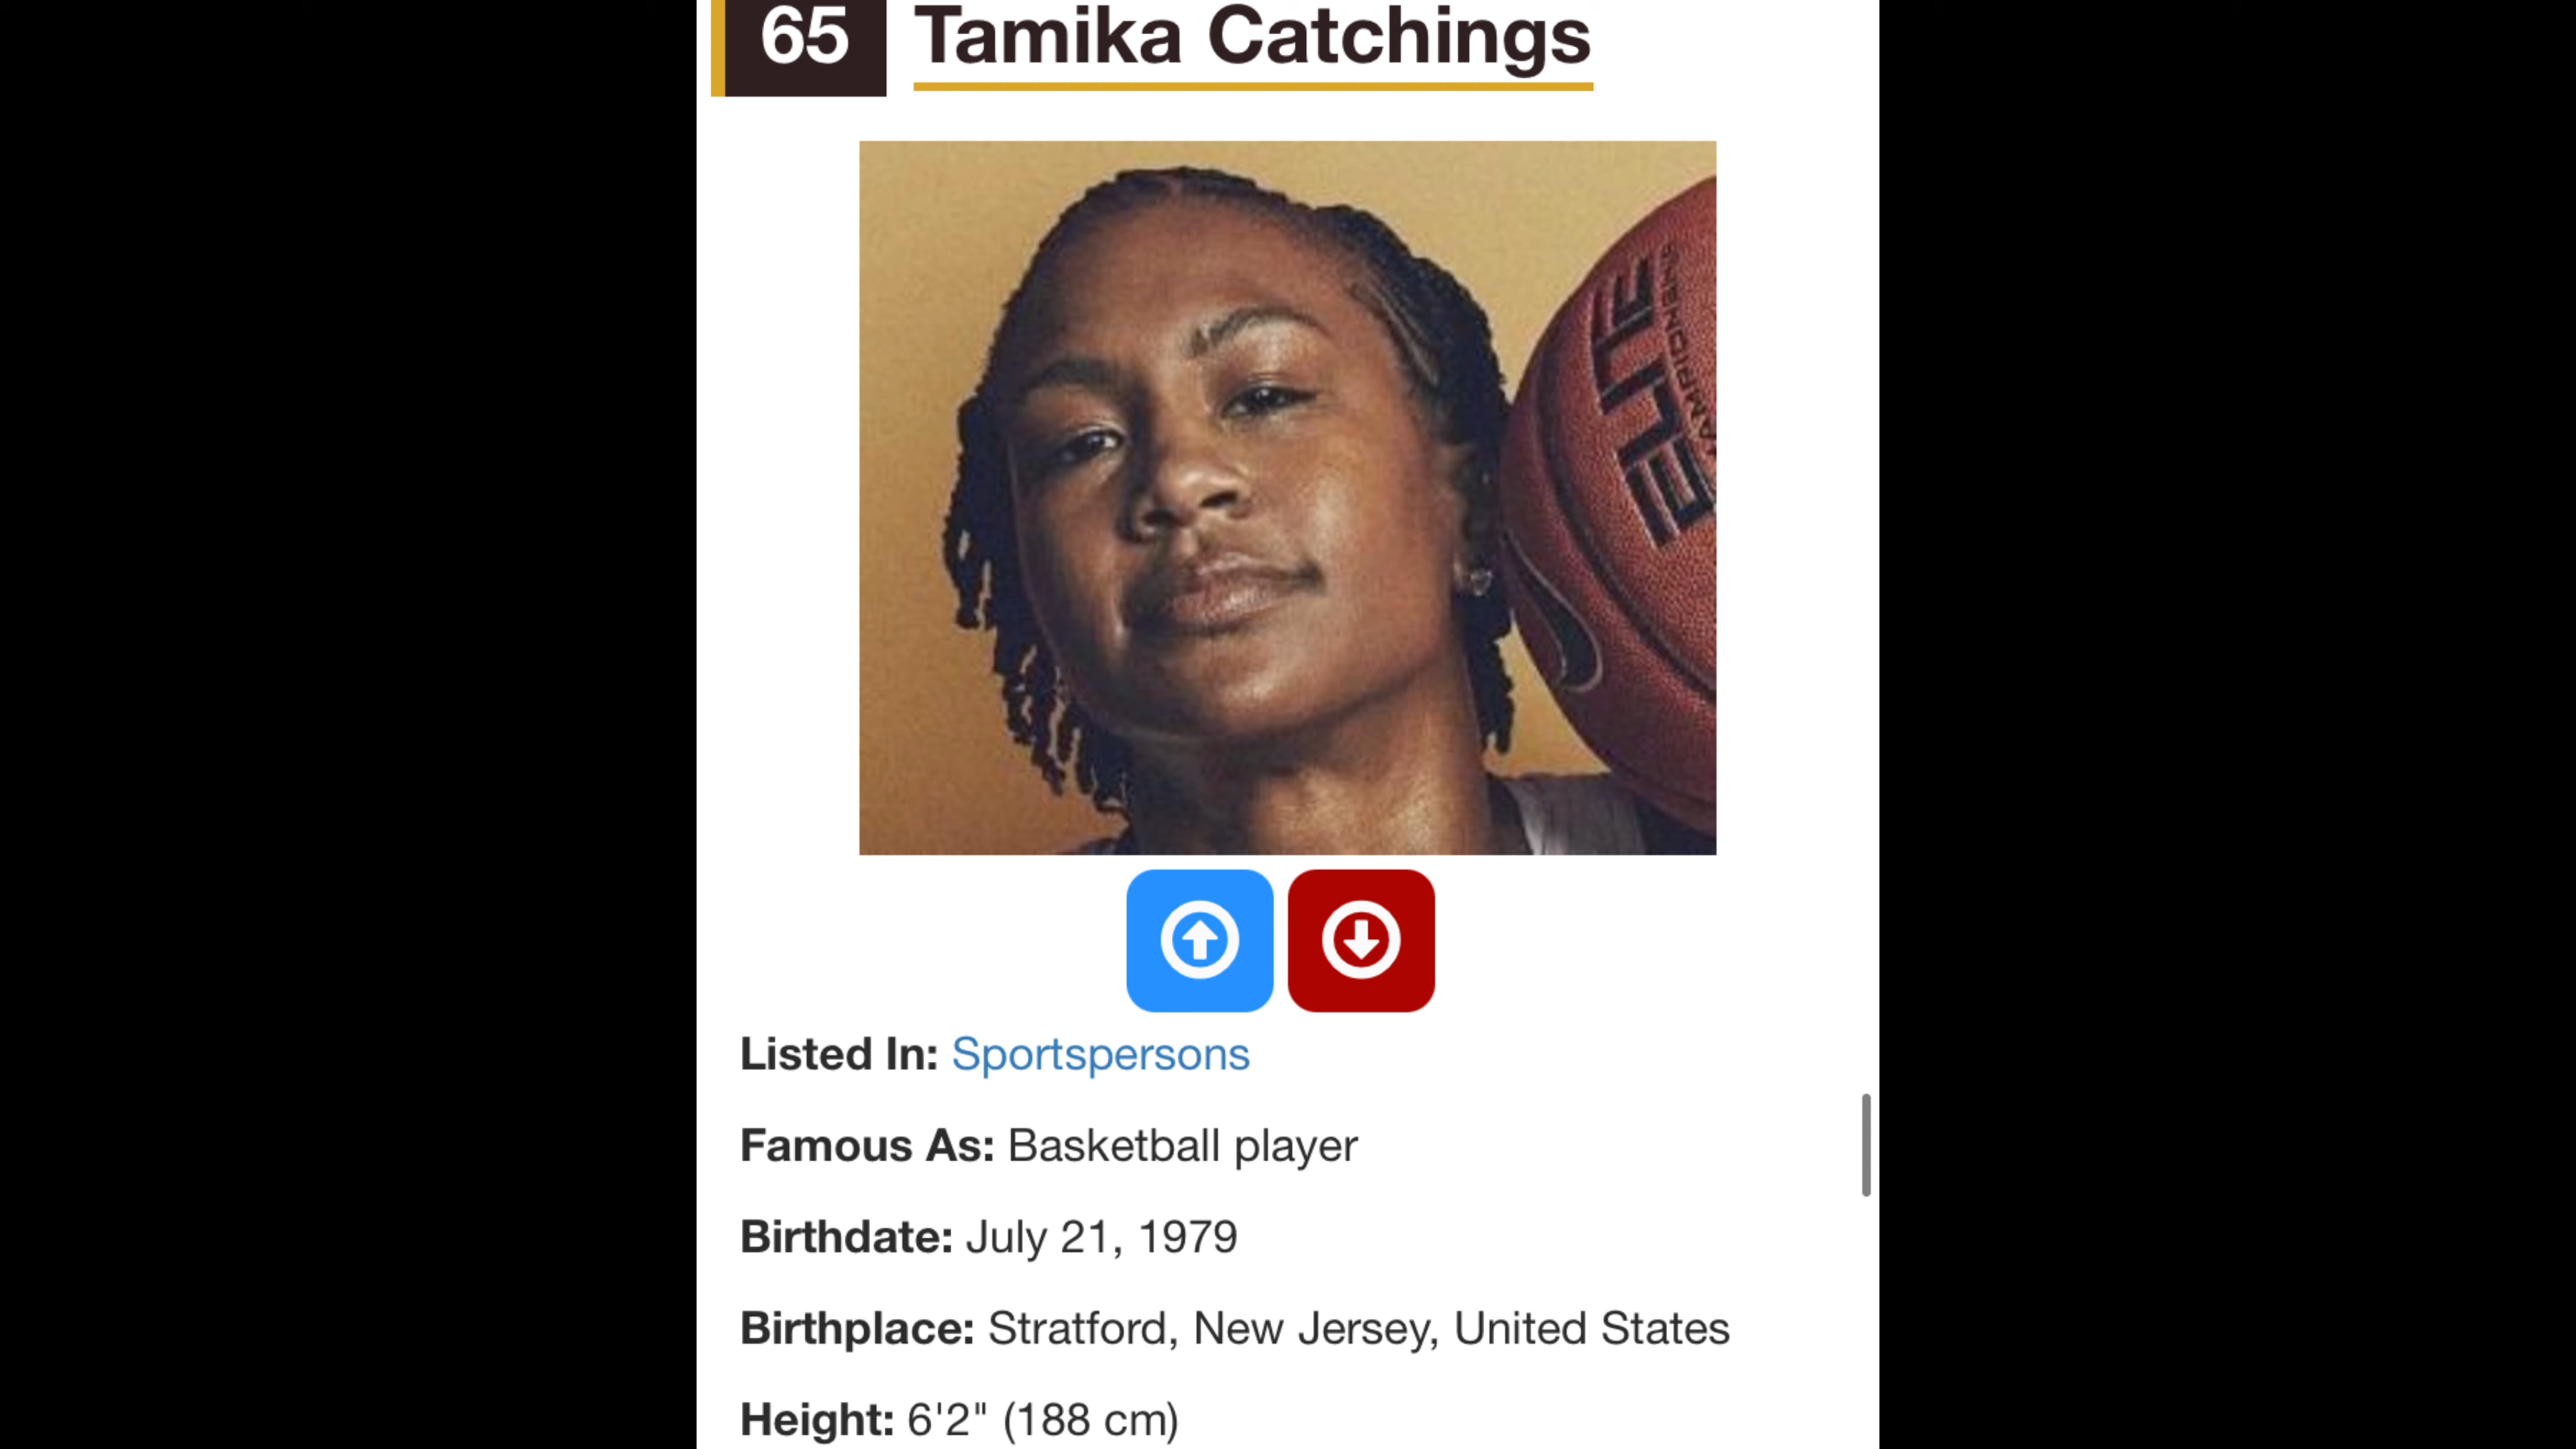 65 Tamika Catchings
ELITE
Listed In: Sportspersons
Famous As: Basketball player
Birthdate: July 21, 1979
Birthplace: Stratford, New Jersey, United States
Height: 6'2" (188 cm)